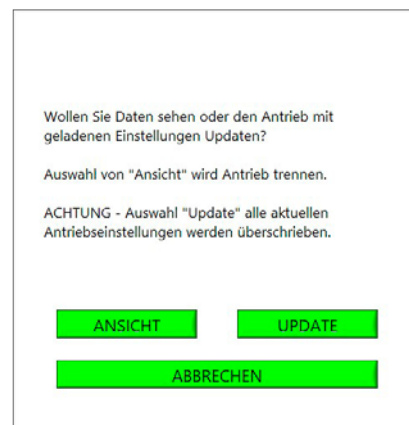 Wollen Sie Daten sehen oder den Antrieb mit
geladenen Einstellungen Updaten?
Auswahl von "Ansicht" wird Antrieb trennen.
ACHTUNG - Auswahl "Update" alle aktuellen
Antriebseinstellungen werden überschrieben.
ANSICHT UPDATE
ABBRECHEN